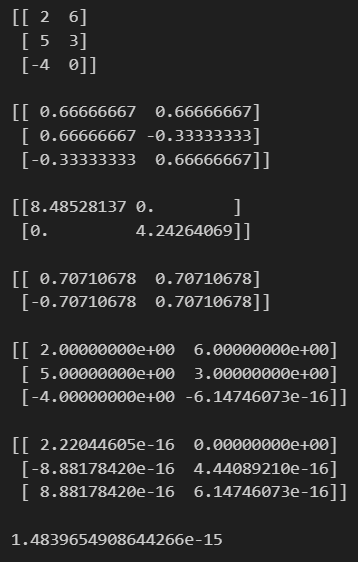 [[ 2  6]
 [ 5  3]
 [-4  0]]
[[ 0.66666667  0.66666667]
 [ 0.66666667 -0.33333333]
 [-0.33333333  0.66666667]]
[[8.48528137 0.        ]
 [0.         4.24264069]]
[[ 0.70710678  0.70710678]
 [-0.70710678  0.70710678]]
[[ 2.00000000e+00  6.00000000e+00]
 [ 5.00000000e+00  3.00000000e+00]
 [-4.00000000e+00 -6.14746073e-16]]
[[ 2.22044605e-16  0.00000000e+00]
 [-8.88178420e-16  4.44089210e-16]
 [ 8.88178420e-16  6.14746073e-16]]
1.4839654908644266e-15